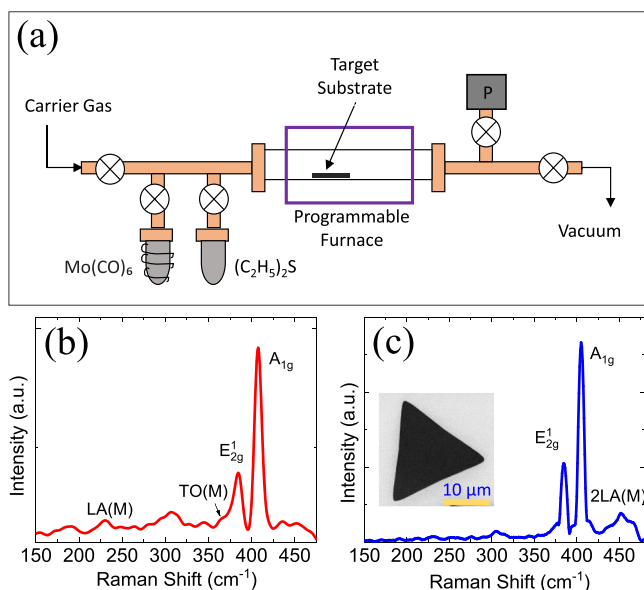 (a)
Target
Substrate
Carrier Gas
P
Programmable
Furnace
Vacuum
Mo(CO)₆
(C₂H₅)₂S
(b)
Intensity (a.u.)
A₁g
E¹₂g
TO(M)
LA(M)
150 200 250 300 350 400 450
Raman Shift (cm⁻¹)
(c)
Intensity (a.u.)
A₁g
E¹₂g
10 µm
2LA(M)
150 200 250 300 350 400 450
Raman Shift (cm⁻¹)